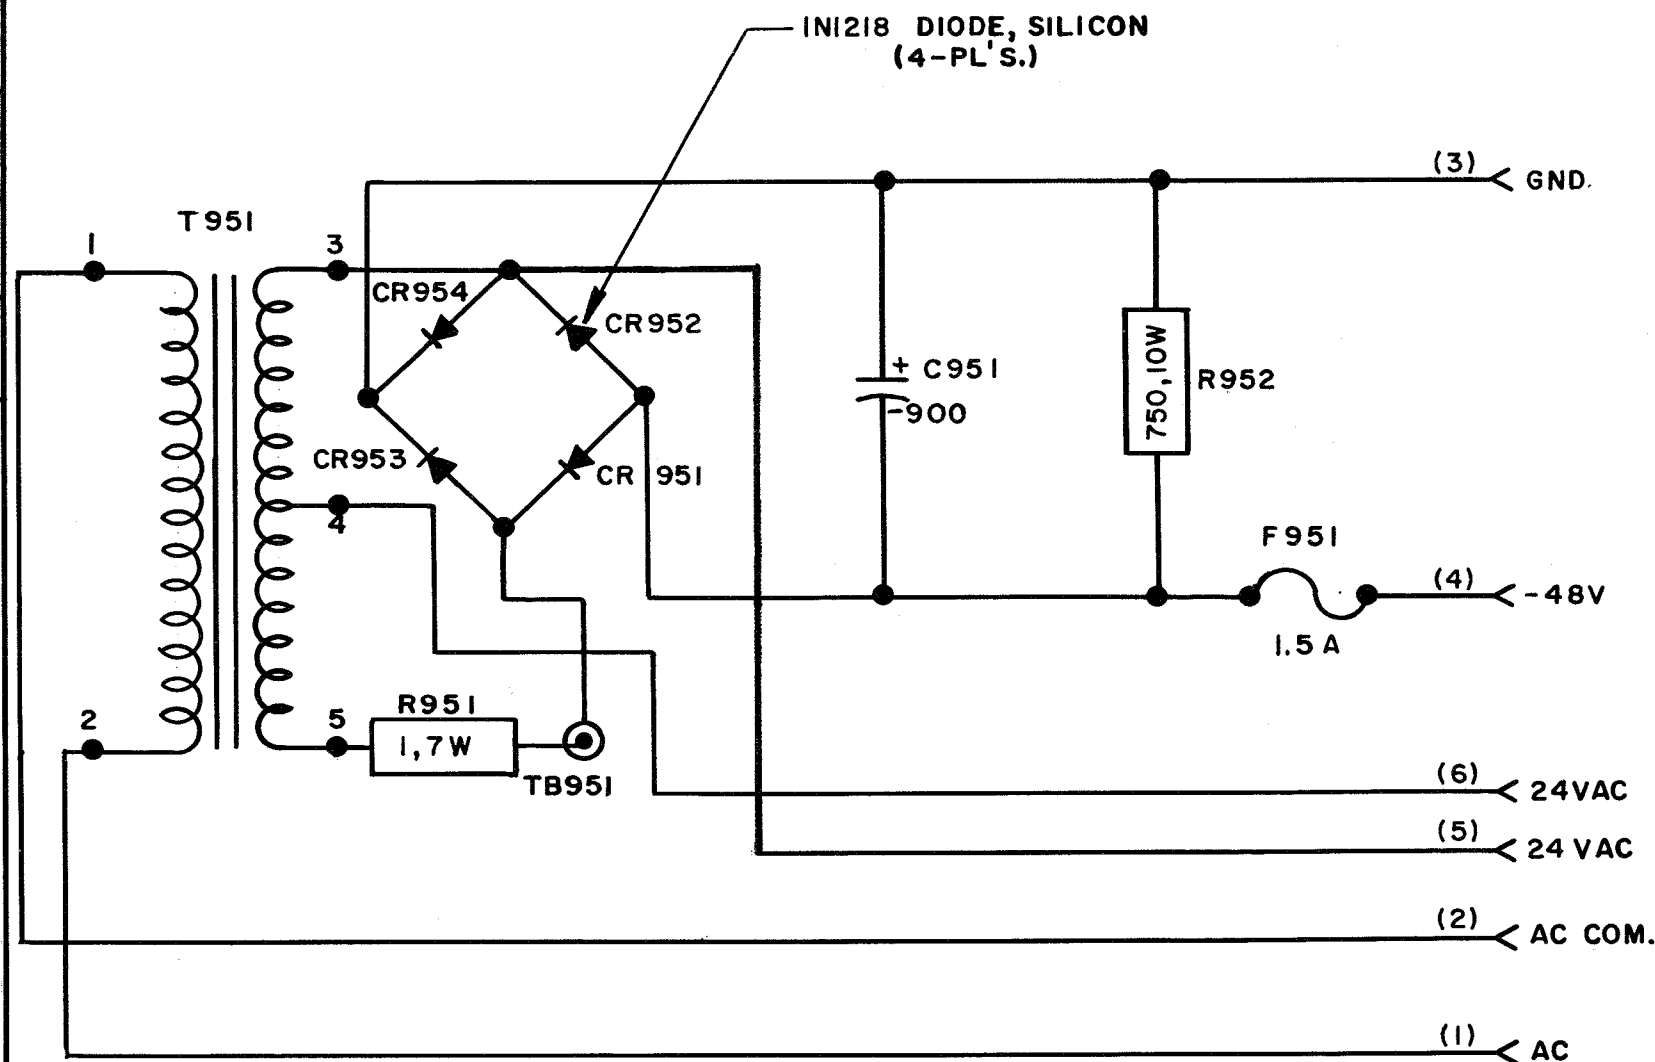 1N1218 DIODE, SILICON
(4-PL'S.)
(3) GND.
T951
1
3
CR954
CR952
+ C951
-900
750,10W
R952
CR953
CR 951
4
F951
(4) -48V
1.5 A
2
5
R951
1,7W
TB951
(6) 24VAC
(5) 24 VAC
(2) AC COM.
(1) AC